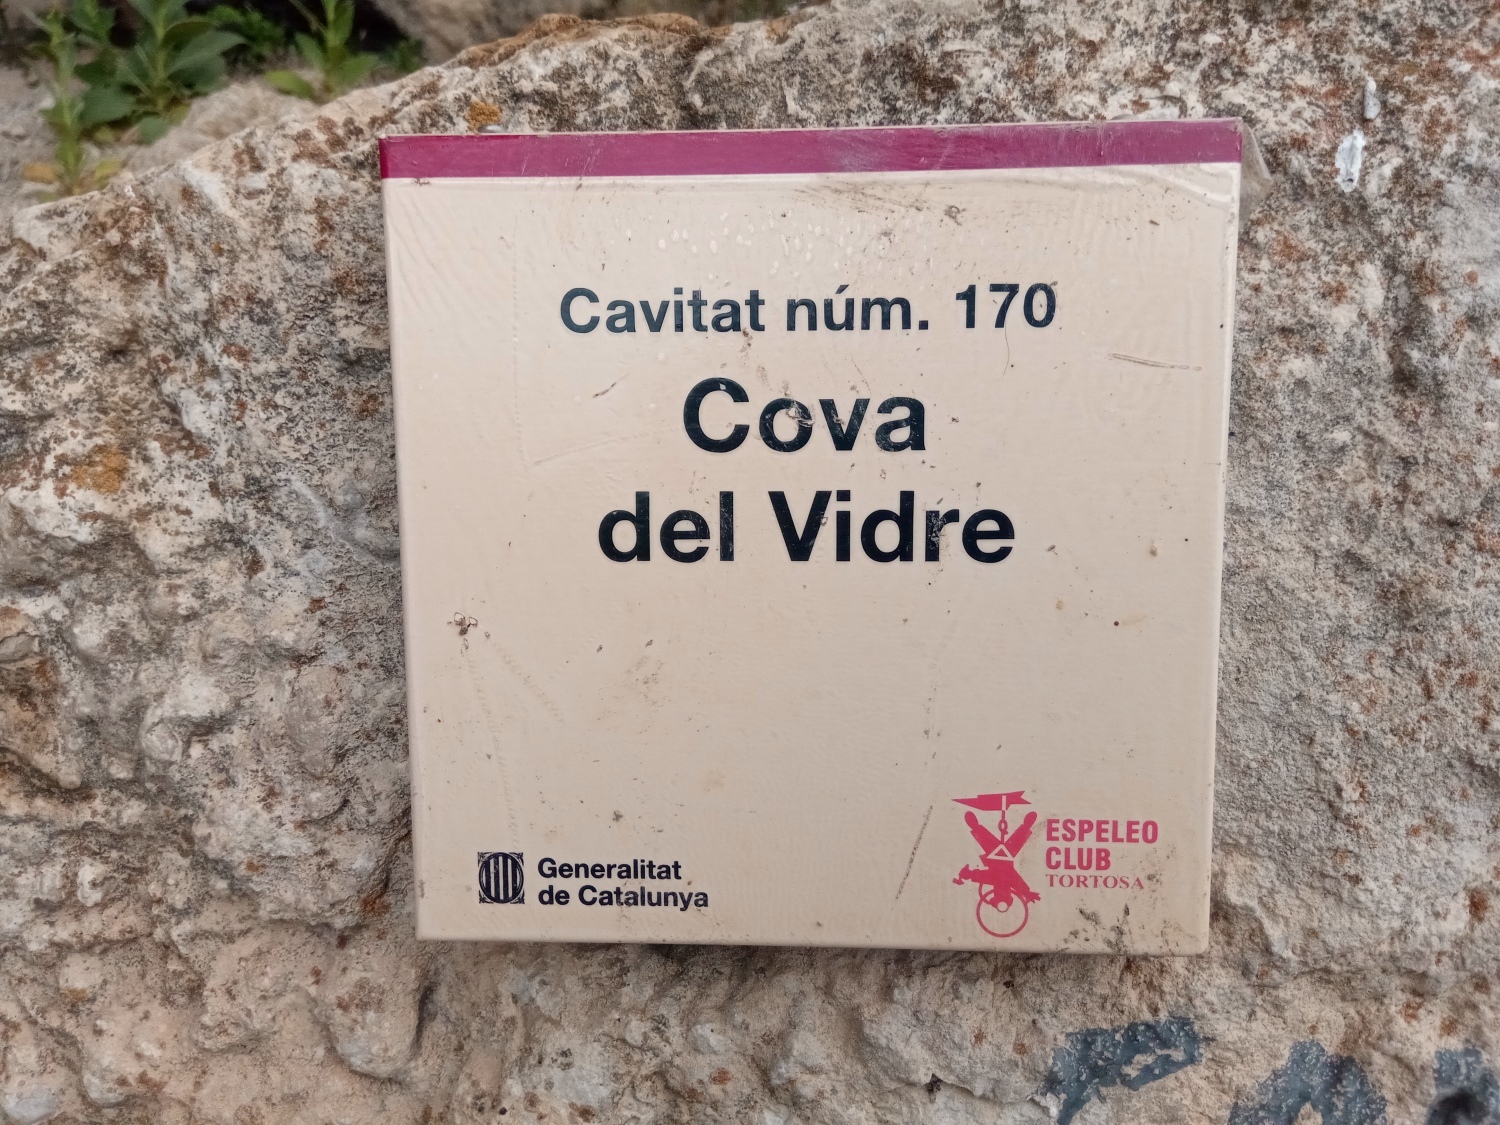 Cavitat núm. 170
Cova
del Vidre
Generalitat
de Catalunya
ESPELEO
CLUB
TORTOSA